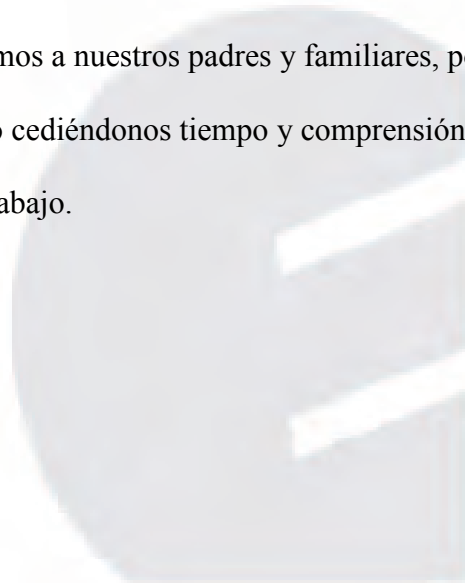 mos a nuestros padres y familiares, p
o cediéndonos tiempo y comprensión
abajo.